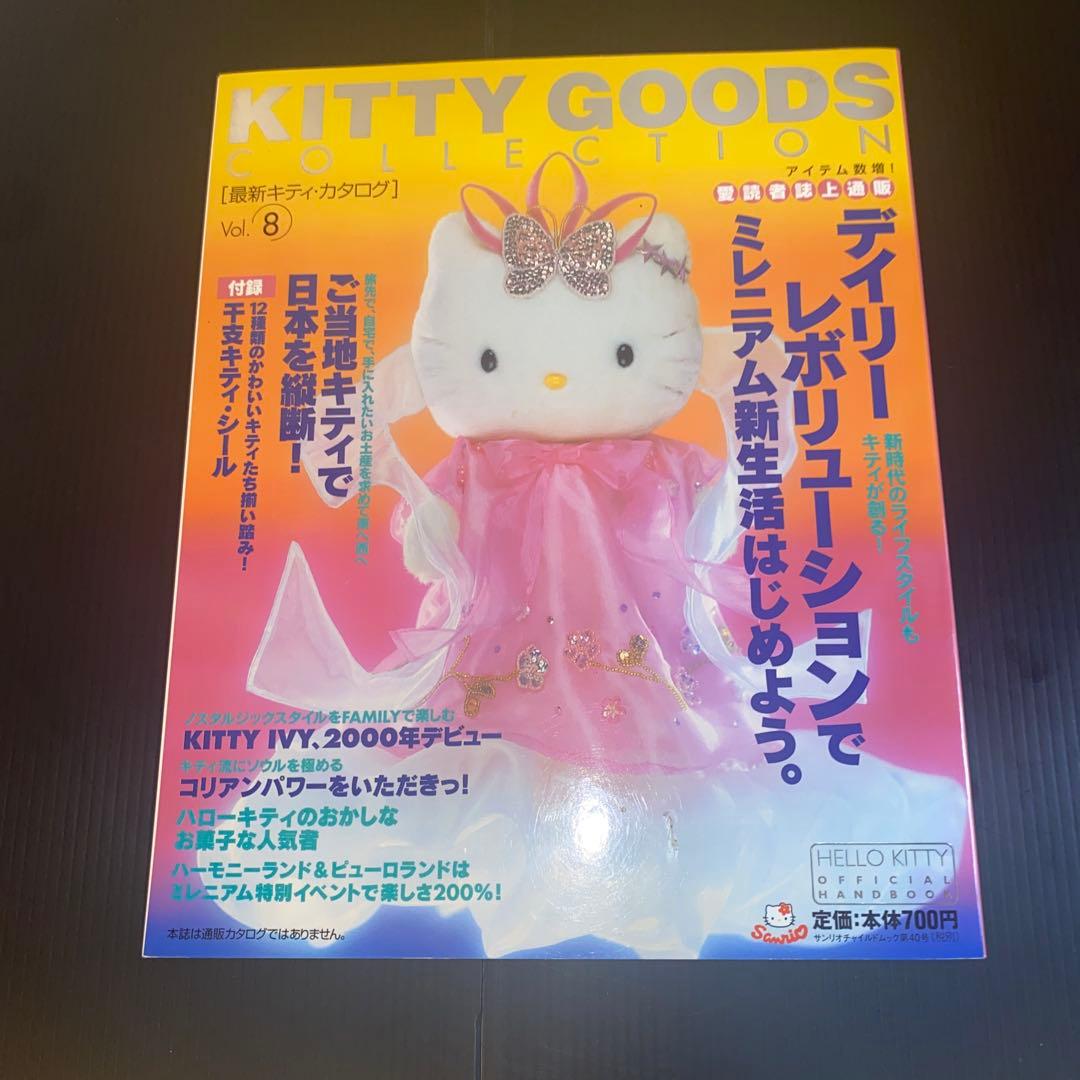 KITTY GOODS
COLLECTION
[最新キティ・カタログ]
Vol.8
アイテム数増!
愛読者誌上通販
デイリー
レボリューションで
ミレニアム新生活はじめよう。
新時代のライフスタイルも
キティが創る!
旅先で、自宅で、手に入れたいお土産を求めて東へ西へ
ご当地キティで
日本を縦断!
付録
12種類のかわいいキティたち揃い踏み!
干支キティ・シール
ノスタルジックスタイルをFAMILYで楽しむ
KITTY IVY、2000年デビュー
キティ流にソウルを極める
コリアンパワーをいただきっ!
ハローキティのおかしな
お菓子な人気者
ハーモニーランド&ピューロランドは
ミレニアム特別イベントで楽しさ200%!
本誌は通販カタログではありません。
HELLO KITTY
OFFICIAL
HANDBOOK
Sanrio
定価:本体700円
サンリオチャイルドムック第40号(税別)